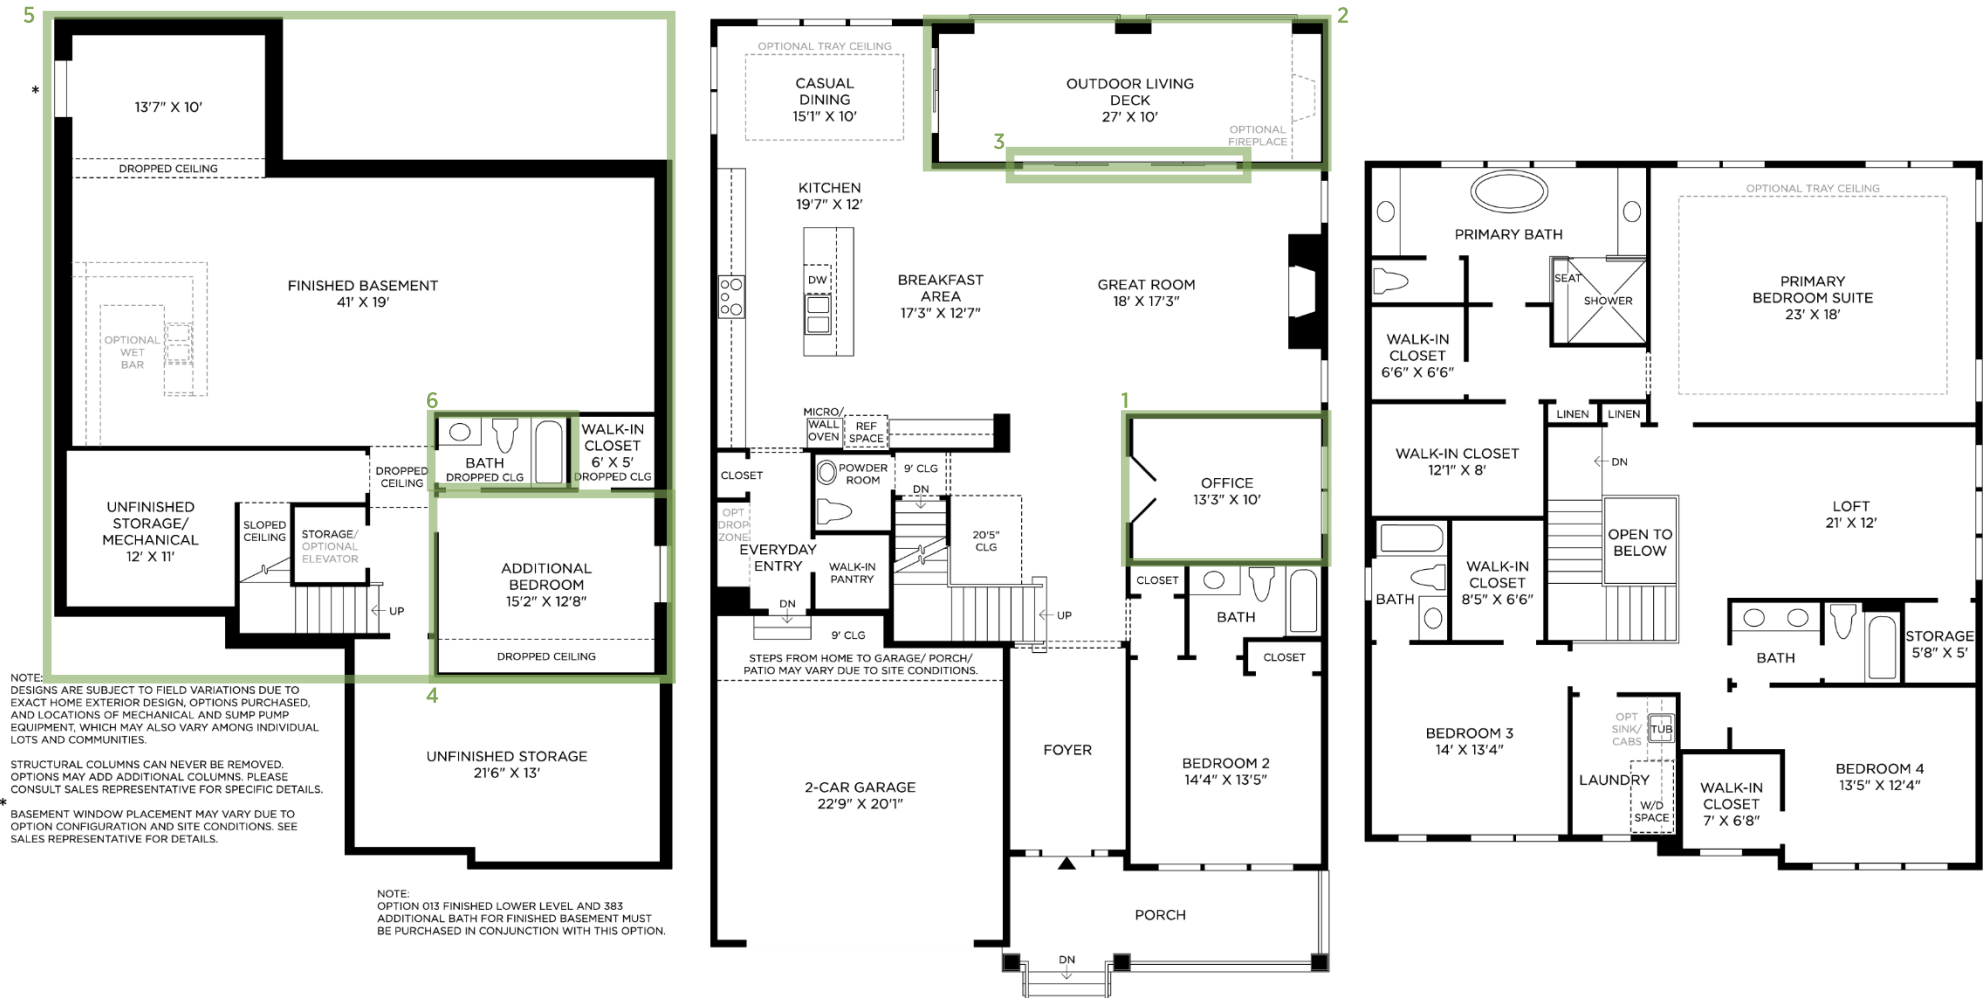 5
*
13'7" X 10'
DROPPED CEILING
FINISHED BASEMENT
41' X 19'
OPTIONAL
WET
BAR
6
BATH
DROPPED CLG
WALK-IN
CLOSET
6' X 5'
DROPPED CLG
DROPPED
CEILING
UNFINISHED
STORAGE/
MECHANICAL
12' X 11'
SLOPED
CEILING
STORAGE/
OPTIONAL
ELEVATOR
UP
ADDITIONAL
BEDROOM
15'2" X 12'8"
DROPPED CEILING
4
UNFINISHED STORAGE
21'6" X 13'
NOTE:
DESIGNS ARE SUBJECT TO FIELD VARIATIONS DUE TO
EXACT HOME EXTERIOR DESIGN, OPTIONS PURCHASED,
AND LOCATIONS OF MECHANICAL AND SUMP PUMP
EQUIPMENT, WHICH MAY ALSO VARY AMONG INDIVIDUAL
LOTS AND COMMUNITIES.
STRUCTURAL COLUMNS CAN NEVER BE REMOVED.
OPTIONS MAY ADD ADDITIONAL COLUMNS. PLEASE
CONSULT SALES REPRESENTATIVE FOR SPECIFIC DETAILS.
*
BASEMENT WINDOW PLACEMENT MAY VARY DUE TO
OPTION CONFIGURATION AND SITE CONDITIONS. SEE
SALES REPRESENTATIVE FOR DETAILS.
NOTE:
OPTION 013 FINISHED LOWER LEVEL AND 383
ADDITIONAL BATH FOR FINISHED BASEMENT MUST
BE PURCHASED IN CONJUNCTION WITH THIS OPTION.
2
OPTIONAL TRAY CEILING
CASUAL
DINING
15'1" X 10'
OUTDOOR LIVING
DECK
27' X 10'
OPTIONAL
FIREPLACE
3
KITCHEN
19'7" X 12'
DW
BREAKFAST
AREA
17'3" X 12'7"
GREAT ROOM
18' X 17'3"
MICRO/
WALL
OVEN
REF
SPACE
1
OFFICE
13'3" X 10'
CLOSET
POWDER
ROOM
9' CLG
DN
OPT
DROP
ZONE
EVERYDAY
ENTRY
WALK-IN
PANTRY
20'5"
CLG
DN
9' CLG
UP
CLOSET
BATH
CLOSET
STEPS FROM HOME TO GARAGE/ PORCH/
PATIO MAY VARY DUE TO SITE CONDITIONS.
2-CAR GARAGE
22'9" X 20'1"
FOYER
BEDROOM 2
14'4" X 13'5"
PORCH
DN
OPTIONAL TRAY CEILING
PRIMARY BATH
SEAT
SHOWER
PRIMARY
BEDROOM SUITE
23' X 18'
WALK-IN
CLOSET
6'6" X 6'6"
LINEN
LINEN
WALK-IN CLOSET
12'1" X 8'
DN
LOFT
21' X 12'
OPEN TO
BELOW
BATH
WALK-IN
CLOSET
8'5" X 6'6"
BATH
STORAGE
5'8" X 5'
BEDROOM 3
14' X 13'4"
OPT
SINK/
CABS
TUB
LAUNDRY
W/D
SPACE
WALK-IN
CLOSET
7' X 6'8"
BEDROOM 4
13'5" X 12'4"